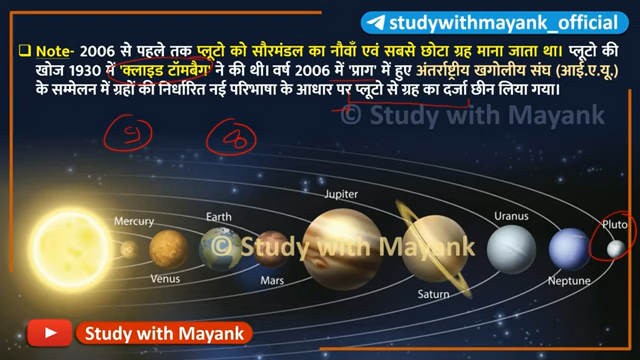 studywithmayank_official
Note- 2006 से पहले तक प्लूटो को सौरमंडल का नौवाँ एवं सबसे छोटा ग्रह माना जाता था। प्लूटो की
खोज 1930 में 'क्लाइड टॉमबैग' ने की थी। वर्ष 2006 में 'प्राग' में हुए अंतर्राष्ट्रीय खगोलीय संघ (आई.ए.यू.)
के सम्मेलन में ग्रहों की निर्धारित नई परिभाषा के आधार पर प्लूटो से ग्रह का दर्जा छीन लिया गया।
© Study with Mayank
9 8
Jupiter
Mercury Earth Uranus Pluto
© Study with Mayank
Venus Mars Saturn Neptune
Study with Mayank